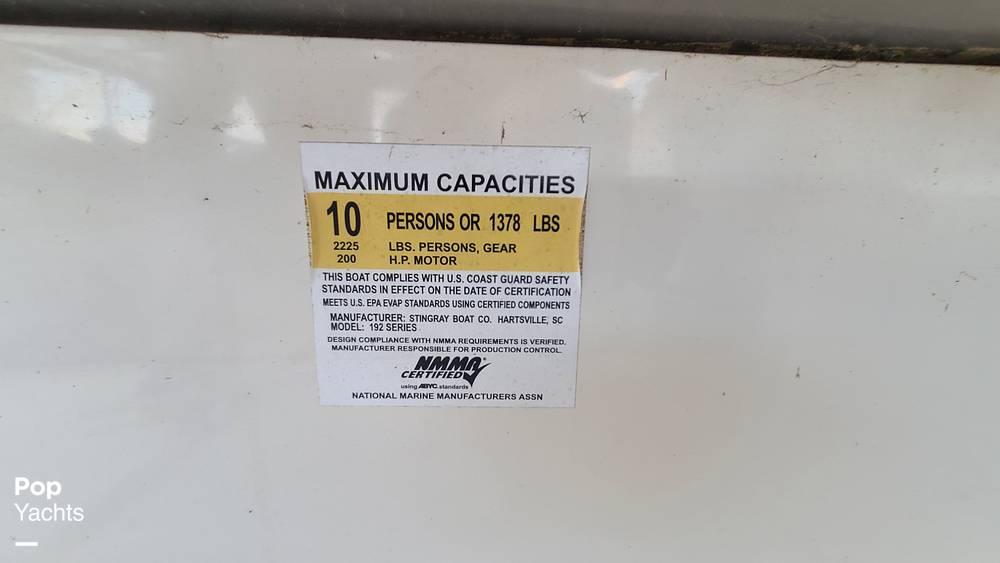 MAXIMUM CAPACITIES
10 PERSONS OR 1378 LBS
2225 LBS. PERSONS, GEAR
200 H.P. MOTOR
THIS BOAT COMPLIES WITH U.S. COAST GUARD SAFETY
STANDARDS IN EFFECT ON THE DATE OF CERTIFICATION
MEETS U.S. EPA EVAP STANDARDS USING CERTIFIED COMPONENTS
MANUFACTURER: STINGRAY BOAT CO. HARTSVILLE, SC
MODEL: 192 SERIES
DESIGN COMPLIANCE WITH NMMA REQUIREMENTS IS VERIFIED.
MANUFACTURER RESPONSIBLE FOR PRODUCTION CONTROL.
NMMA®
CERTIFIED
using ABYC standards
NATIONAL MARINE MANUFACTURERS ASSN
Pop
Yachts